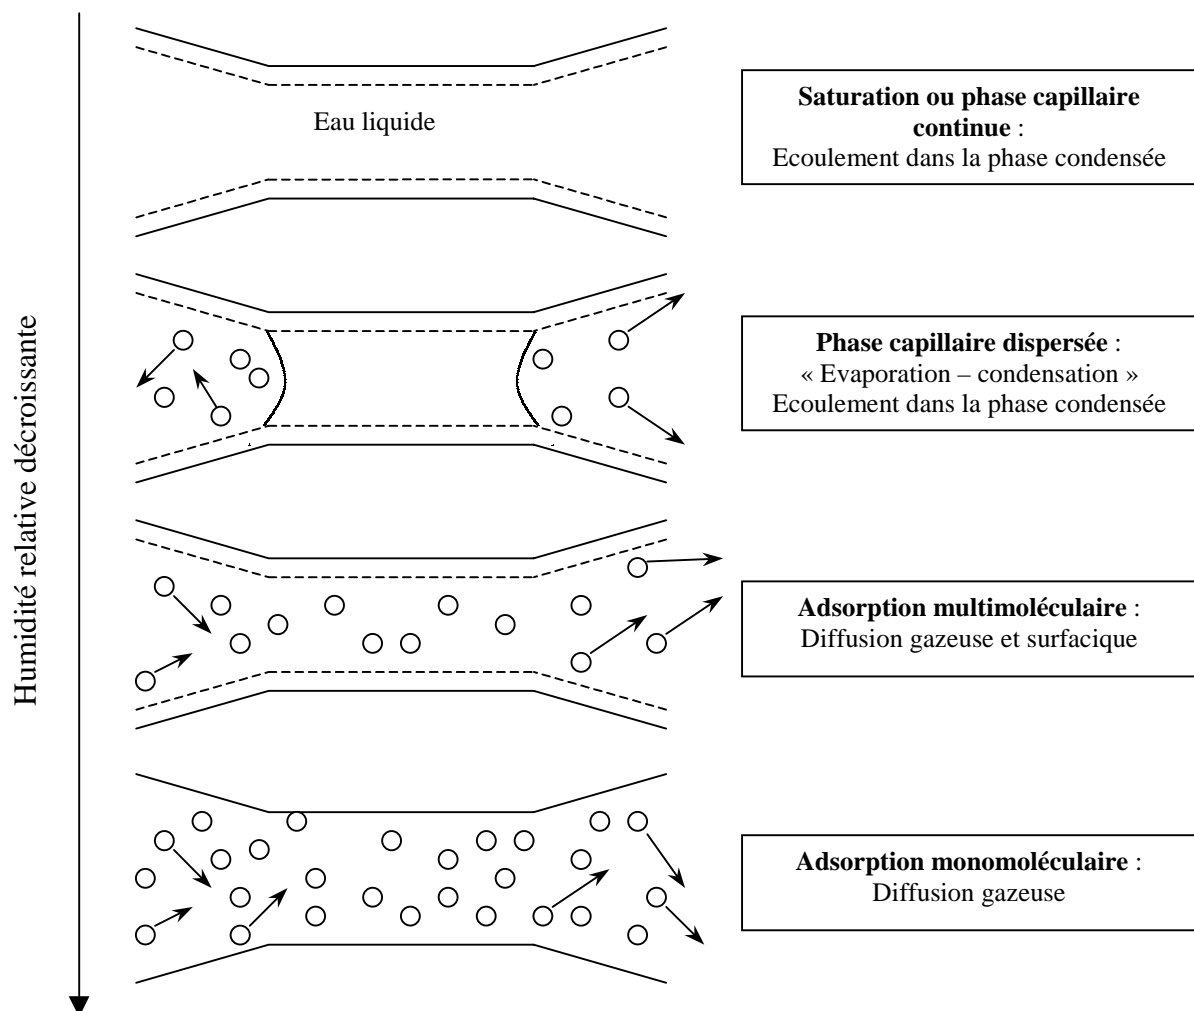 Humidité relative décroissante
Eau liquide
Saturation ou phase capillaire
continue :
Ecoulement dans la phase condensée
Phase capillaire dispersée :
« Evaporation – condensation »
Ecoulement dans la phase condensée
Adsorption multimoléculaire :
Diffusion gazeuse et surfacique
Adsorption monomoléculaire :
Diffusion gazeuse